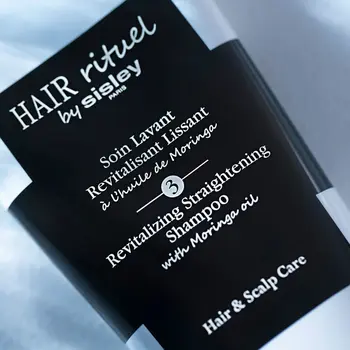 HAIR rituel
by sisley
PARIS
Soin Lavant
Revitalisant Lissant
à l'huile de Moringa
3
Revitalizing Straightening
Shampoo
with Moringa oil
Hair & Scalp Care